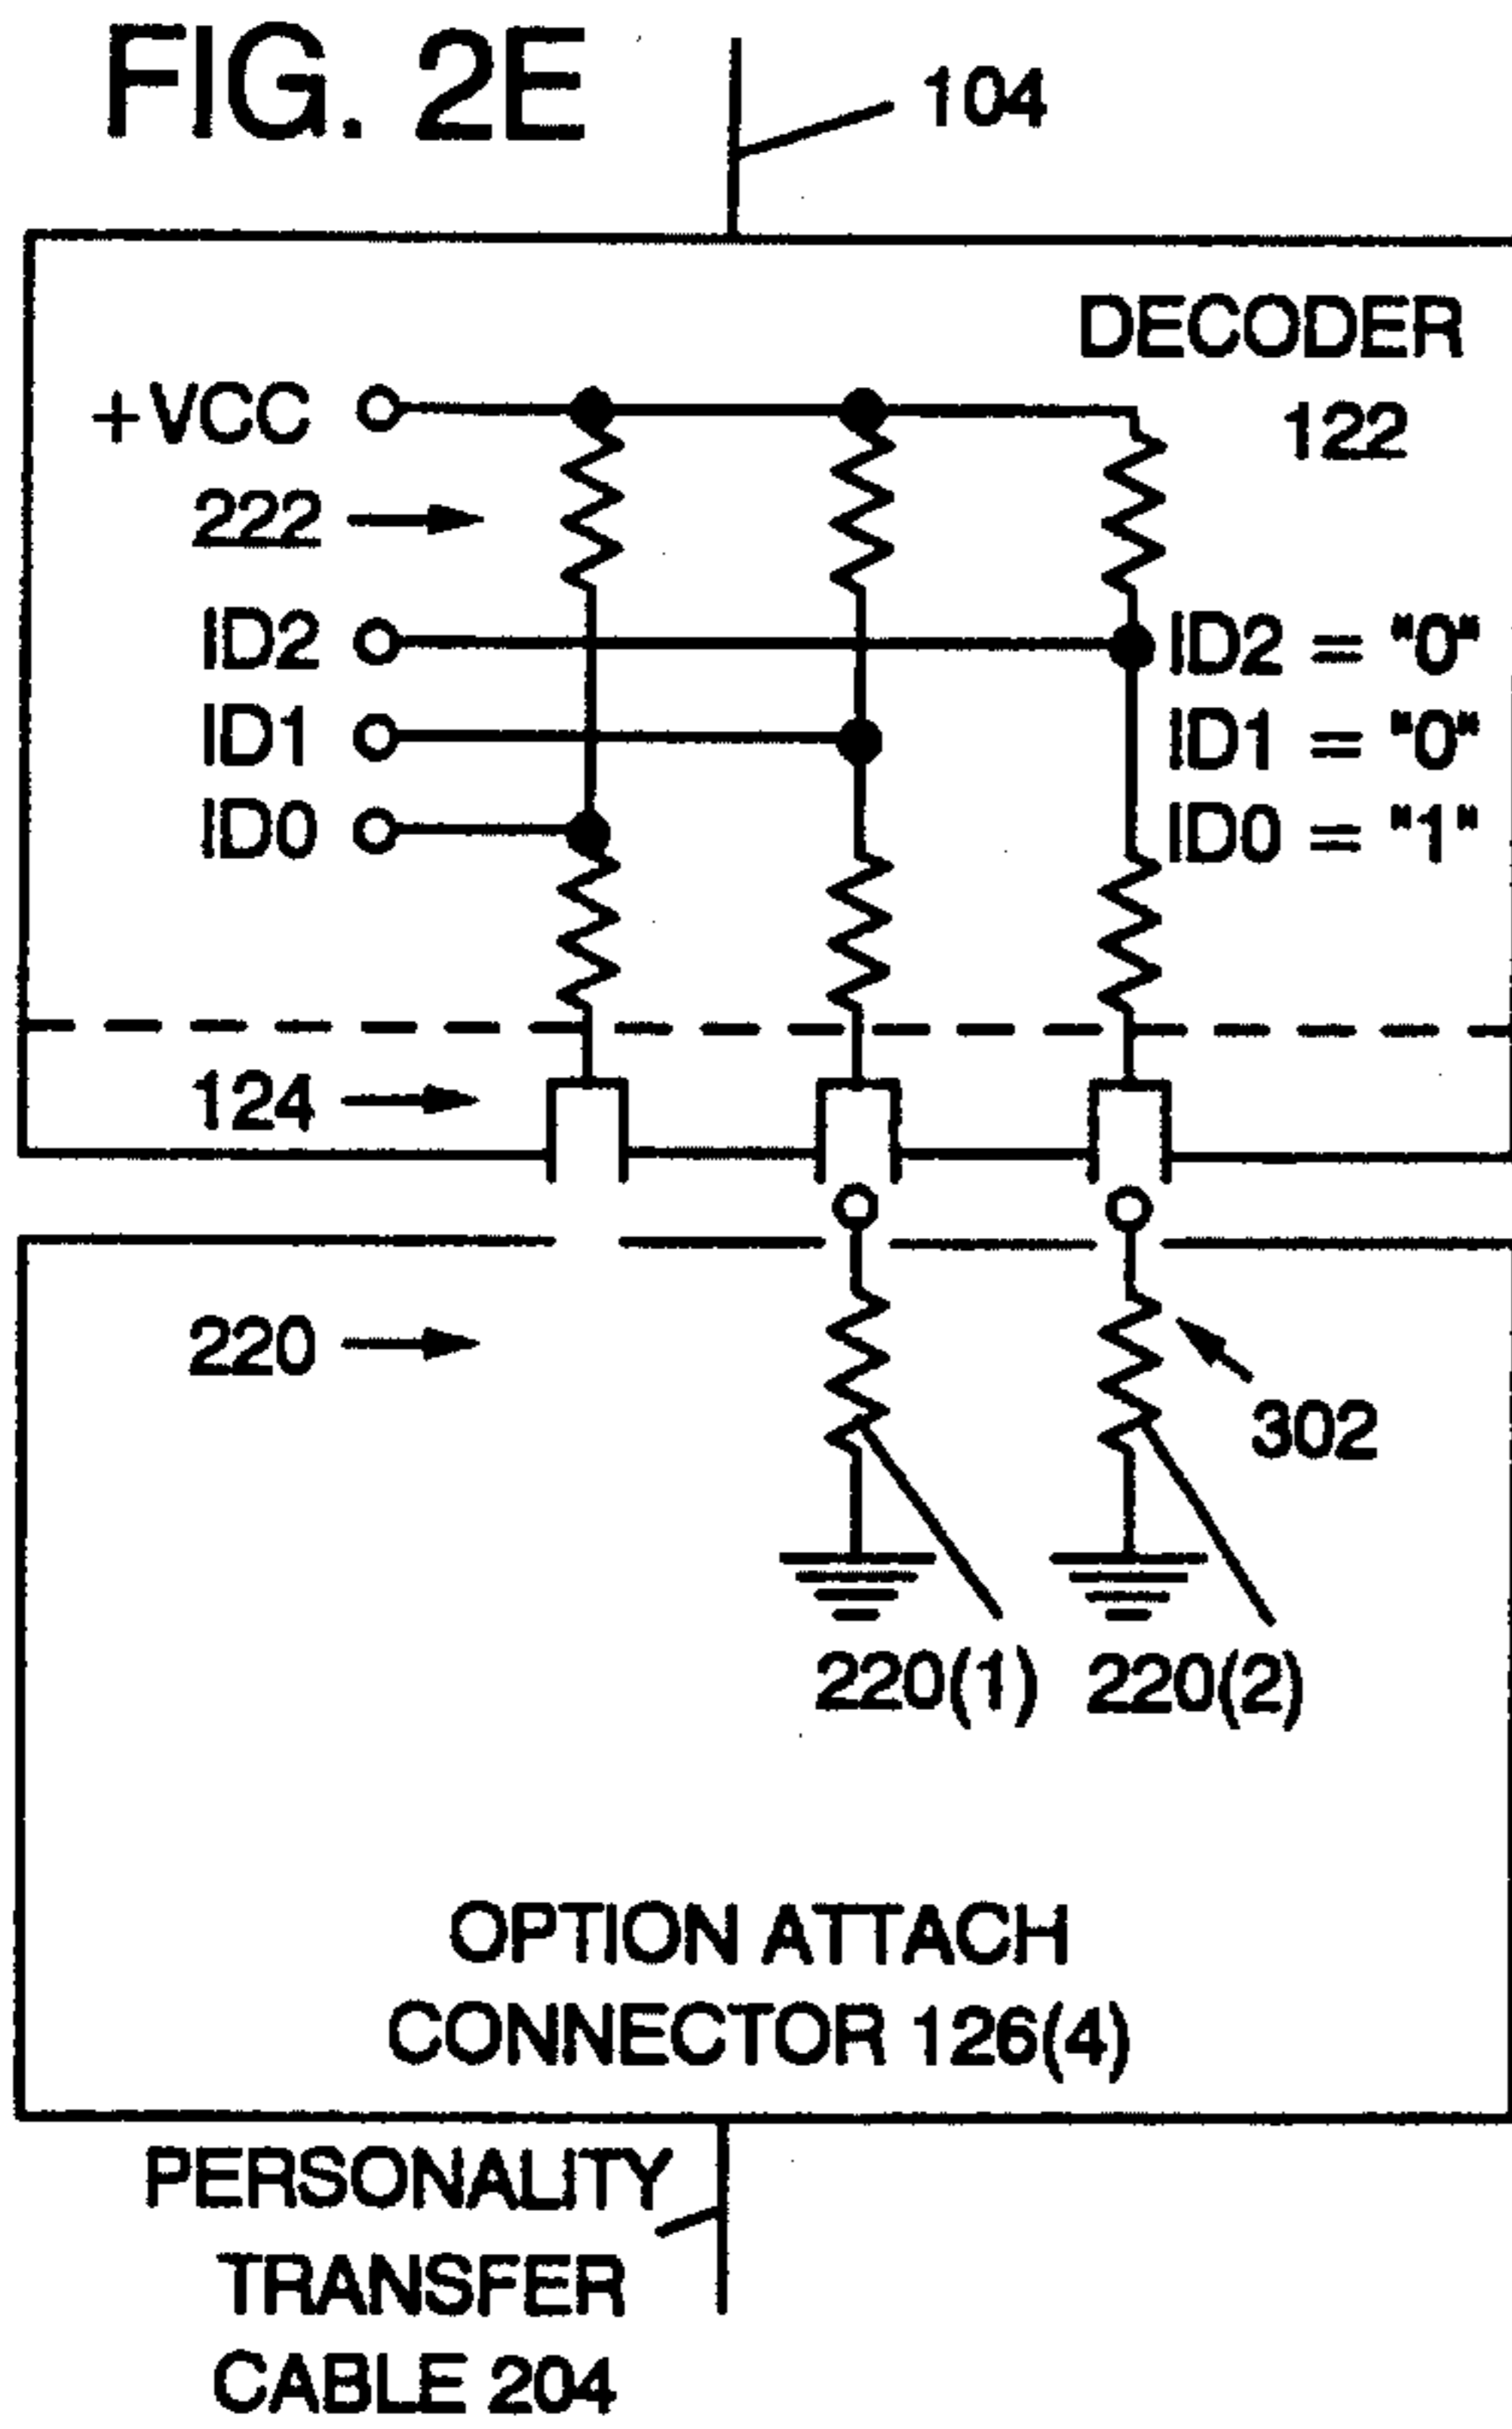 FIG. 2E
104
DECODER
122
+VCC
222
ID2
ID2 = "0"
ID1
ID1 = "0"
ID0
ID0 = "1"
124
220
302
220(1)
220(2)
OPTION ATTACH
CONNECTOR 126(4)
PERSONALITY
TRANSFER
CABLE 204